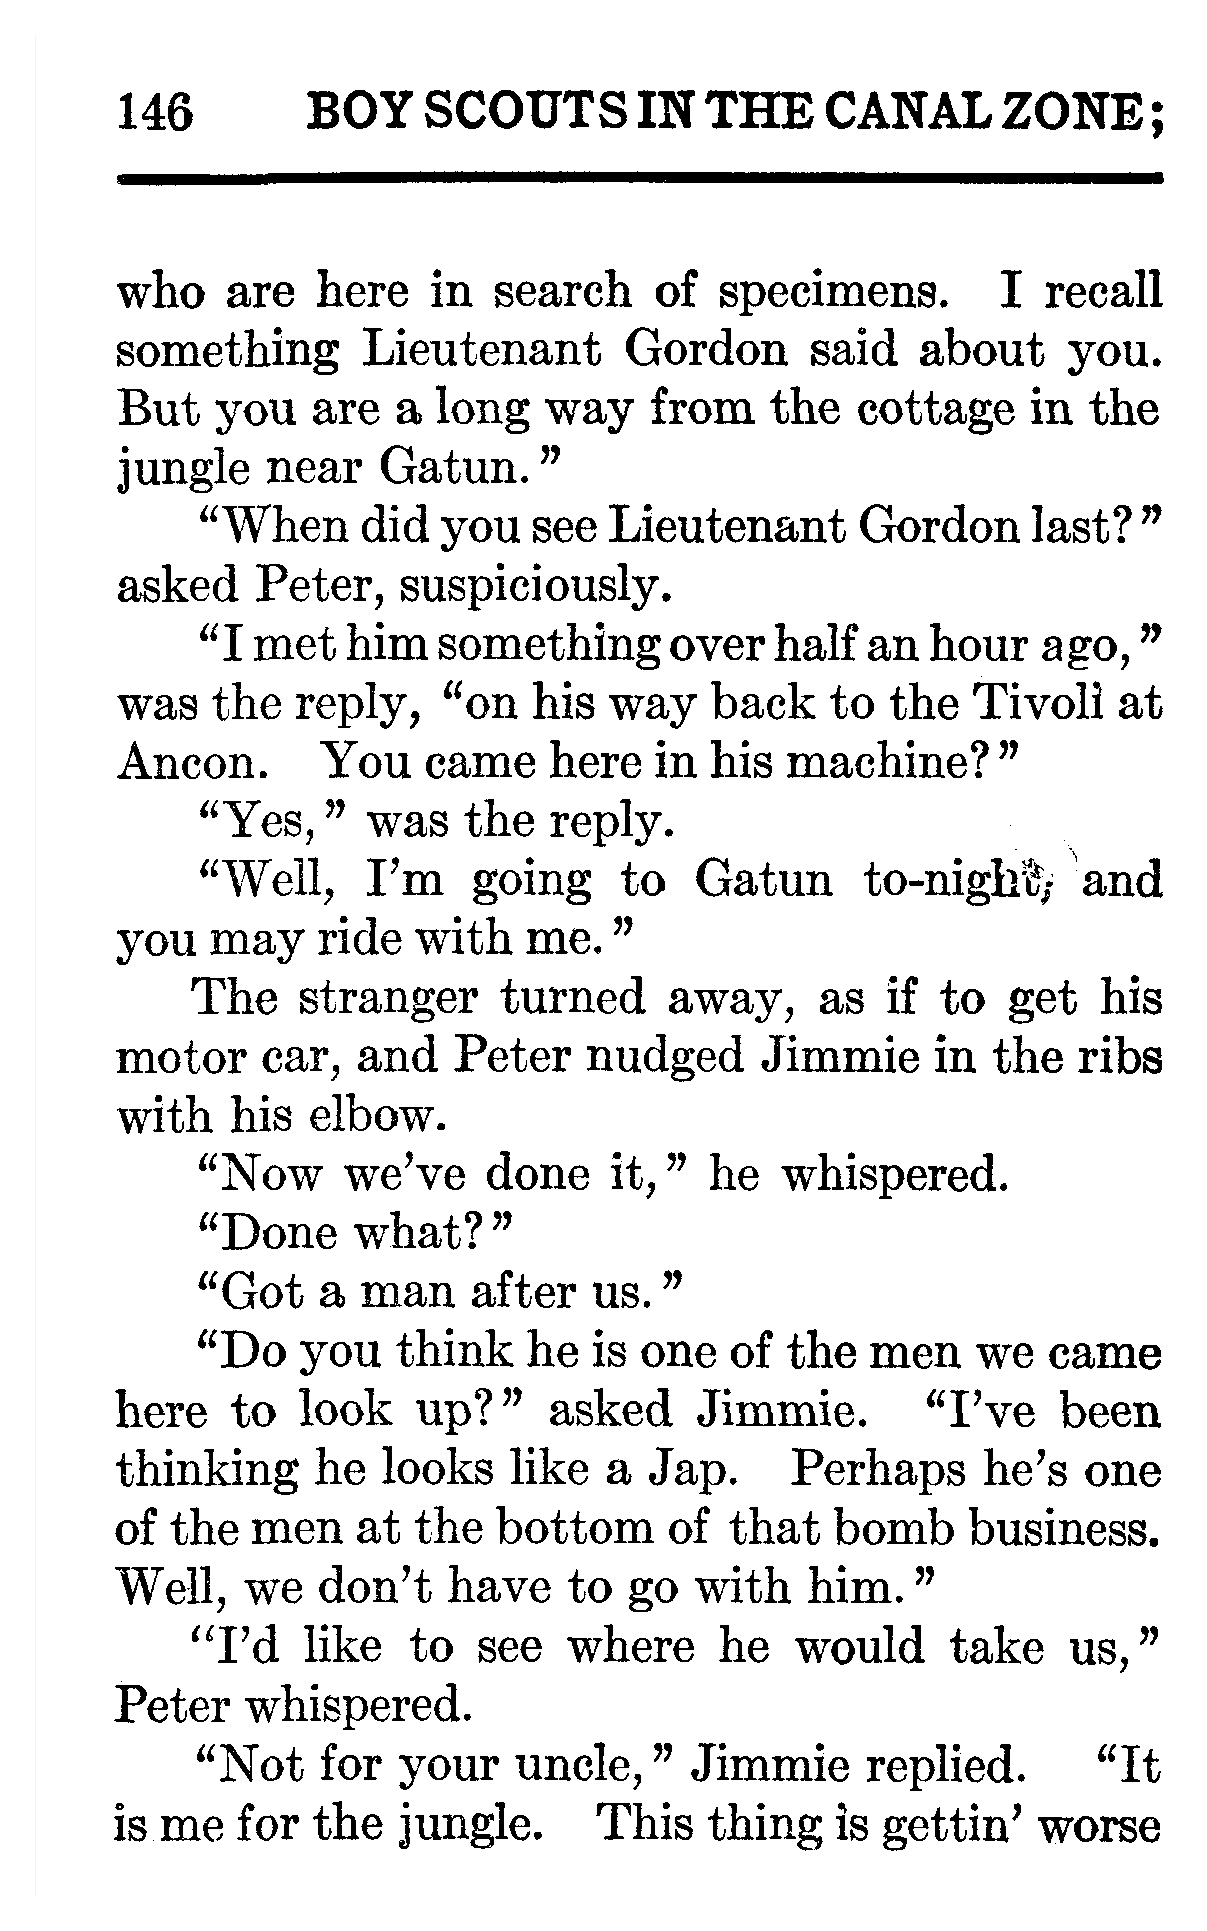 146 BOY SCOUTS IN THE CANAL ZONE;
who are here in search of specimens. I recall
something Lieutenant Gordon said about you.
But you are a long way from the cottage in the
jungle near Gatun."
"When did you see Lieutenant Gordon last?"
asked Peter, suspiciously.
"I met him something over half an hour ago,"
was the reply, "on his way back to the Tivoli at
Ancon. You came here in his machine?"
"Yes," was the reply.
"Well, I'm going to Gatun to-night, and
you may ride with me."
The stranger turned away, as if to get his
motor car, and Peter nudged Jimmie in the ribs
with his elbow.
"Now we've done it," he whispered.
"Done what?"
"Got a man after us."
"Do you think he is one of the men we came
here to look up?" asked Jimmie. "I've been
thinking he looks like a Jap. Perhaps he's one
of the men at the bottom of that bomb business.
Well, we don't have to go with him."
"I'd like to see where he would take us,"
Peter whispered.
"Not for your uncle," Jimmie replied. "It
is me for the jungle. This thing is gettin' worse